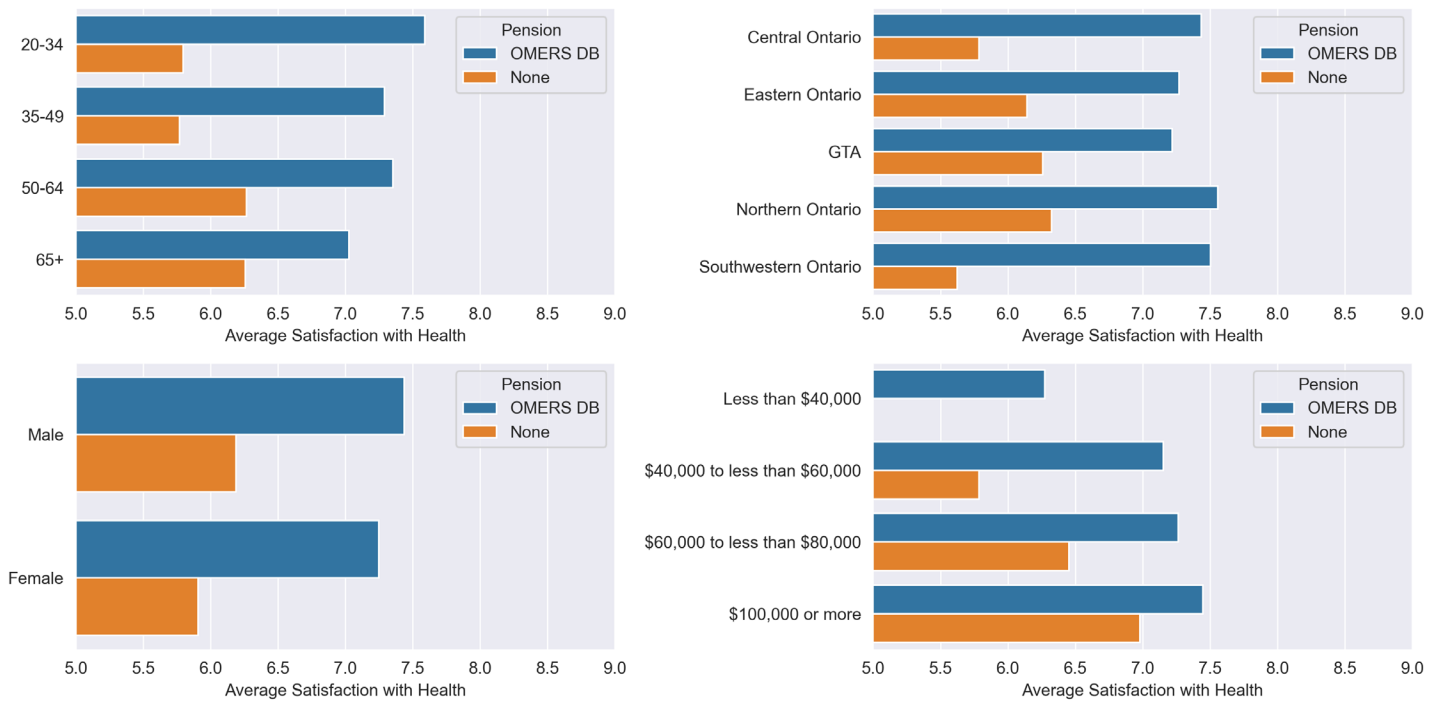 20-34
35-49
50-64
65+
Pension
OMERS DB
None
5.0 5.5 6.0 6.5 7.0 7.5 8.0 8.5 9.0
Average Satisfaction with Health
Central Ontario
Eastern Ontario
GTA
Northern Ontario
Southwestern Ontario
Pension
OMERS DB
None
5.0 5.5 6.0 6.5 7.0 7.5 8.0 8.5 9.0
Average Satisfaction with Health
Male
Female
Pension
OMERS DB
None
5.0 5.5 6.0 6.5 7.0 7.5 8.0 8.5 9.0
Average Satisfaction with Health
Less than $40,000
$40,000 to less than $60,000
$60,000 to less than $80,000
$100,000 or more
Pension
OMERS DB
None
5.0 5.5 6.0 6.5 7.0 7.5 8.0 8.5 9.0
Average Satisfaction with Health